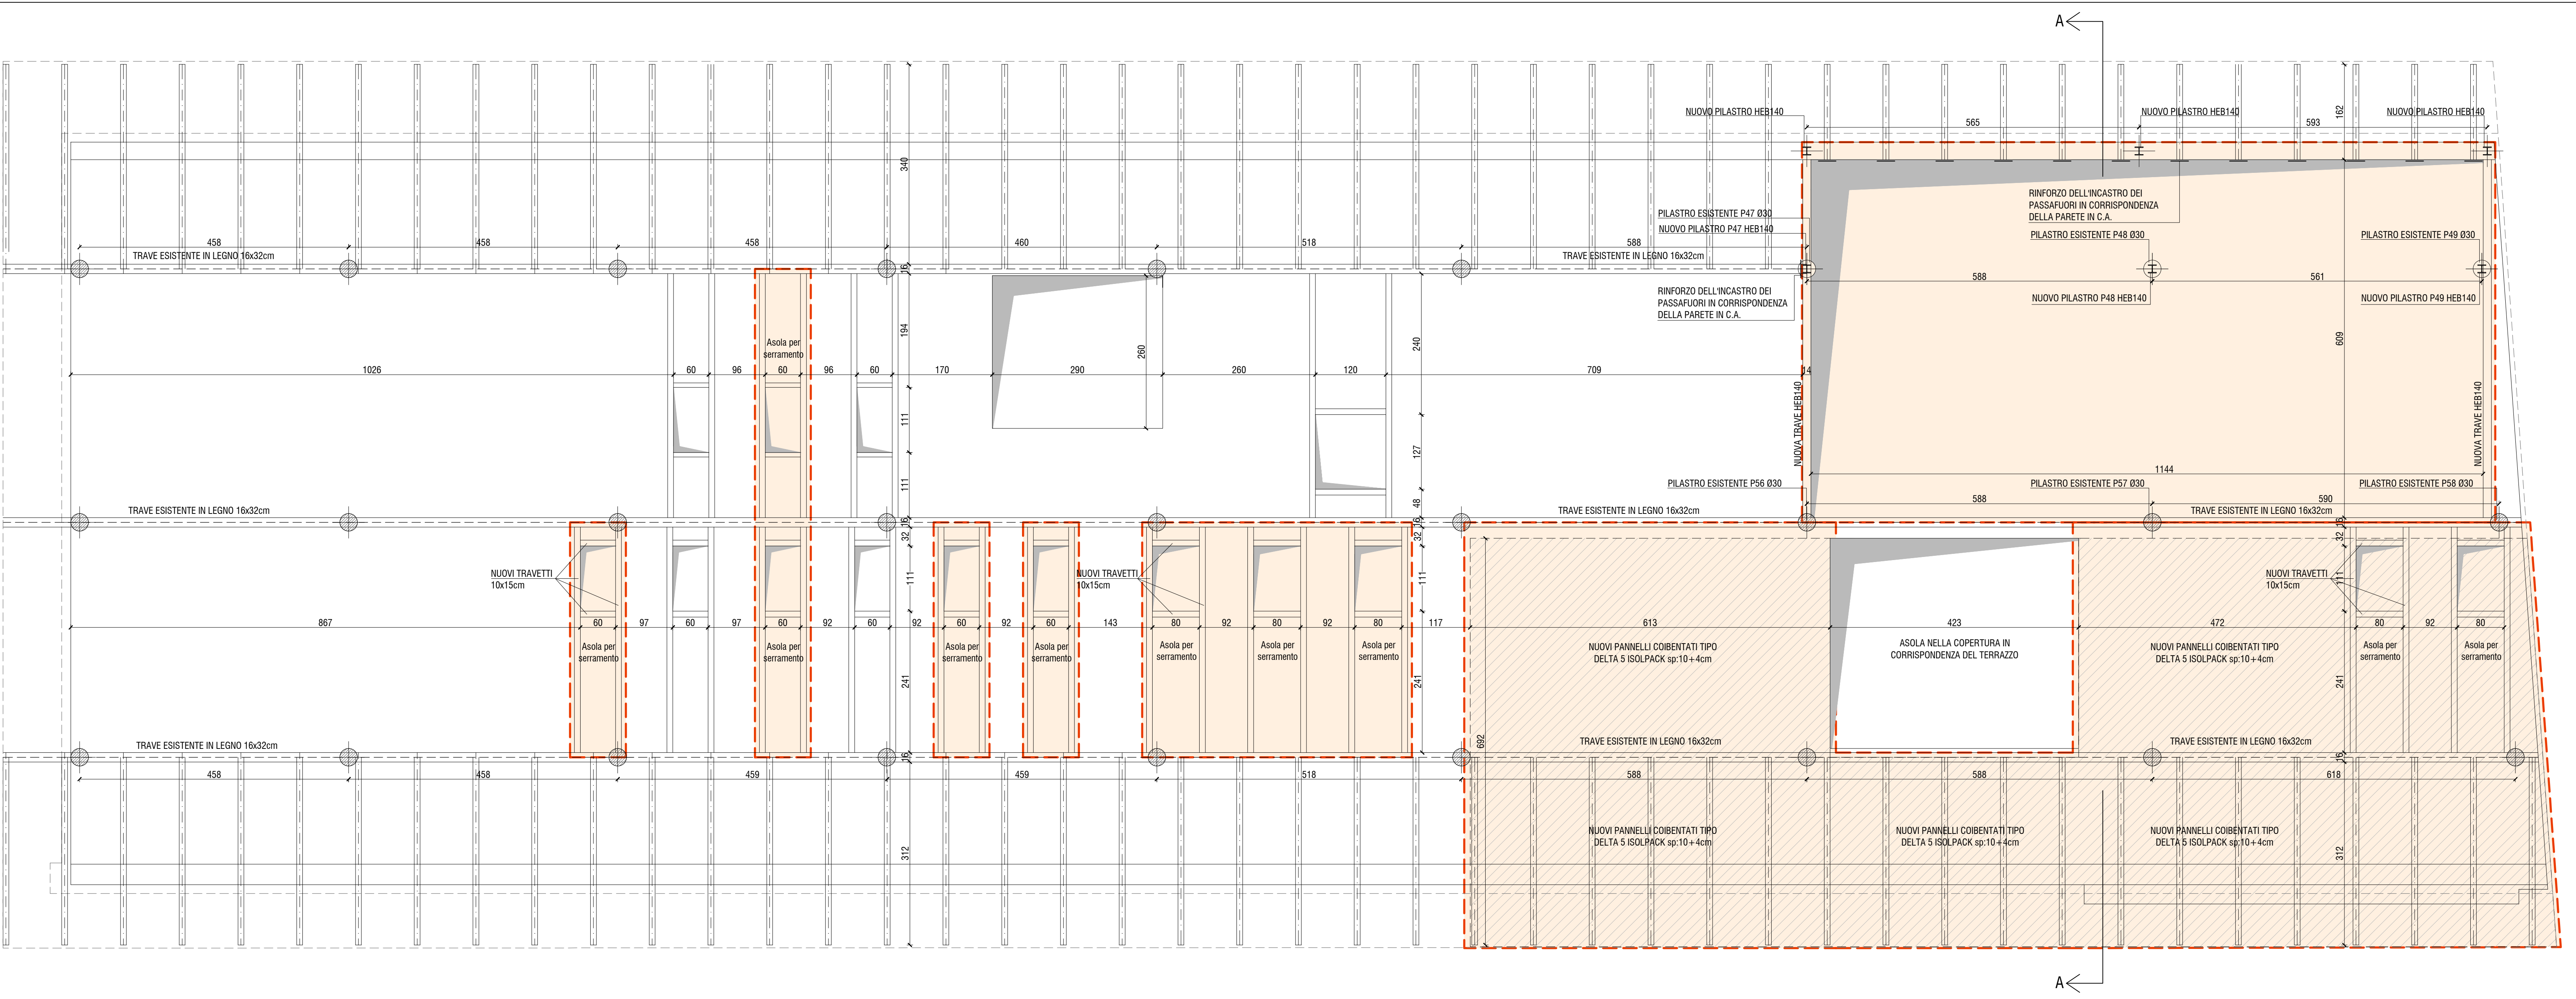 A
NUOVO PILASTRO HEB140
NUOVO PILASTRO HEB140
NUOVO PILASTRO HEB140
565
593
162
340
RINFORZO DELL'INCASTRO DEI
PASSAFUORI IN CORRISPONDENZA
DELLA PARETE IN C.A.
PILASTRO ESISTENTE P47 Ø30
NUOVO PILASTRO P47 HEB140
PILASTRO ESISTENTE P48 Ø30
PILASTRO ESISTENTE P49 Ø30
458
458
458
460
518
588
TRAVE ESISTENTE IN LEGNO 16x32cm
TRAVE ESISTENTE IN LEGNO 16x32cm
16
588
561
RINFORZO DELL'INCASTRO DEI
PASSAFUORI IN CORRISPONDENZA
DELLA PARETE IN C.A.
NUOVO PILASTRO P48 HEB140
NUOVO PILASTRO P49 HEB140
194
Asola per
serramento
260
240
609
1026
60
96
60
96
60
170
290
260
120
709
14
111
111
127
48
NUOVA TRAVE HEB140
NUOVA TRAVE HEB140
1144
PILASTRO ESISTENTE P56 Ø30
PILASTRO ESISTENTE P57 Ø30
PILASTRO ESISTENTE P58 Ø30
588
590
TRAVE ESISTENTE IN LEGNO 16x32cm
TRAVE ESISTENTE IN LEGNO 16x32cm
TRAVE ESISTENTE IN LEGNO 16x32cm
16
16
16
32
32
32
NUOVI TRAVETTI
10x15cm
NUOVI TRAVETTI
10x15cm
NUOVI TRAVETTI
10x15cm
111
111
111
867
60
97
60
97
60
92
60
92
60
92
60
143
80
92
80
92
80
117
613
423
472
80
92
80
Asola per
serramento
Asola per
serramento
Asola per
serramento
Asola per
serramento
Asola per
serramento
Asola per
serramento
Asola per
serramento
NUOVI PANNELLI COIBENTATI TIPO
DELTA 5 ISOLPACK sp:10+4cm
ASOLA NELLA COPERTURA IN
CORRISPONDENZA DEL TERRAZZO
NUOVI PANNELLI COIBENTATI TIPO
DELTA 5 ISOLPACK sp:10+4cm
Asola per
serramento
Asola per
serramento
241
241
241
692
TRAVE ESISTENTE IN LEGNO 16x32cm
TRAVE ESISTENTE IN LEGNO 16x32cm
TRAVE ESISTENTE IN LEGNO 16x32cm
16
16
458
458
459
459
518
588
588
618
NUOVI PANNELLI COIBENTATI TIPO
DELTA 5 ISOLPACK sp:10+4cm
NUOVI PANNELLI COIBENTATI TIPO
DELTA 5 ISOLPACK sp:10+4cm
NUOVI PANNELLI COIBENTATI TIPO
DELTA 5 ISOLPACK sp:10+4cm
312
312
A